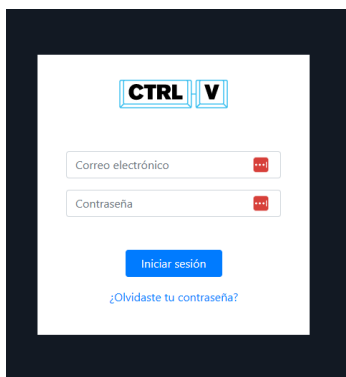 CTRL V
Correo electrónico
Contraseña
Iniciar sesión
¿Olvidaste tu contraseña?